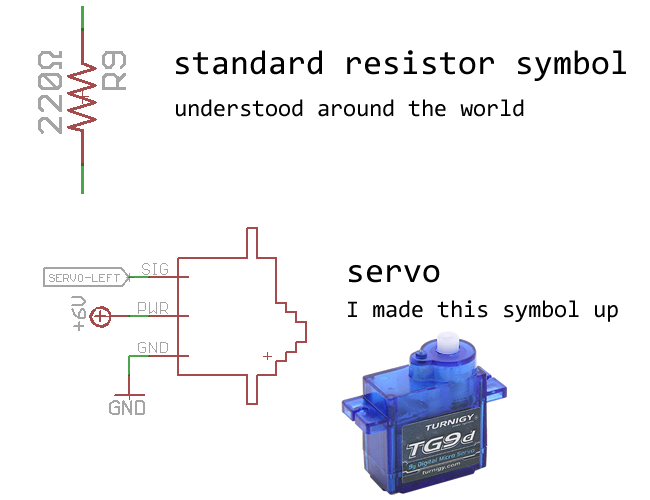 220Ω
R9
standard resistor symbol
understood around the world
SERVO-LEFT
SIG
+6V
PWR
GND
GND
servo
I made this symbol up
TURNIGY
TG9d
9g Digital Micro Servo
turnigy.com